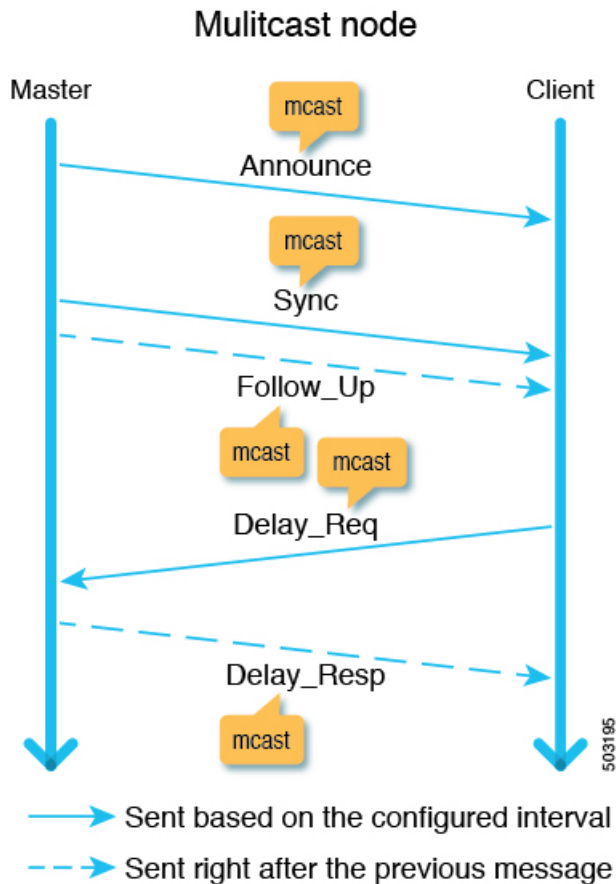 Mulitcast node
Master
Client
mcast
Announce
mcast
Sync
Follow_Up
mcast
mcast
Delay_Req
Delay_Resp
mcast
503195
Sent based on the configured interval
Sent right after the previous message